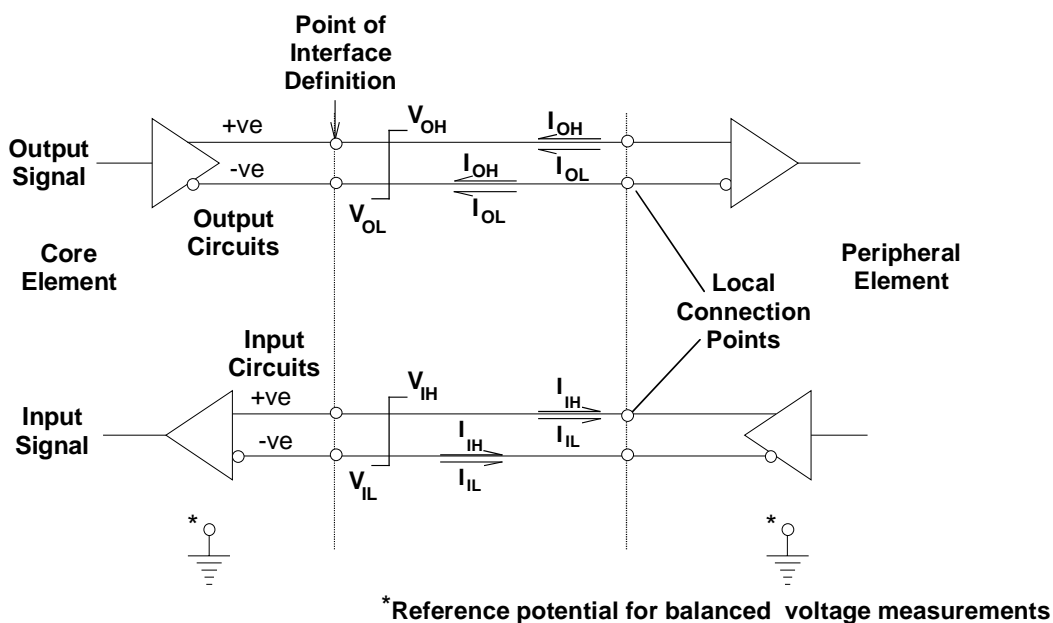 Point of
Interface
Definition
Output
Signal
+ve
-ve
VOH
VOL
IOH
IOL
IOH
IOL
Output
Circuits
Core
Element
Peripheral
Element
Local
Connection
Points
Input
Circuits
Input
Signal
+ve
-ve
VIH
VIL
IIH
IIL
IIH
IIL
*
*
*Reference potential for balanced voltage measurements